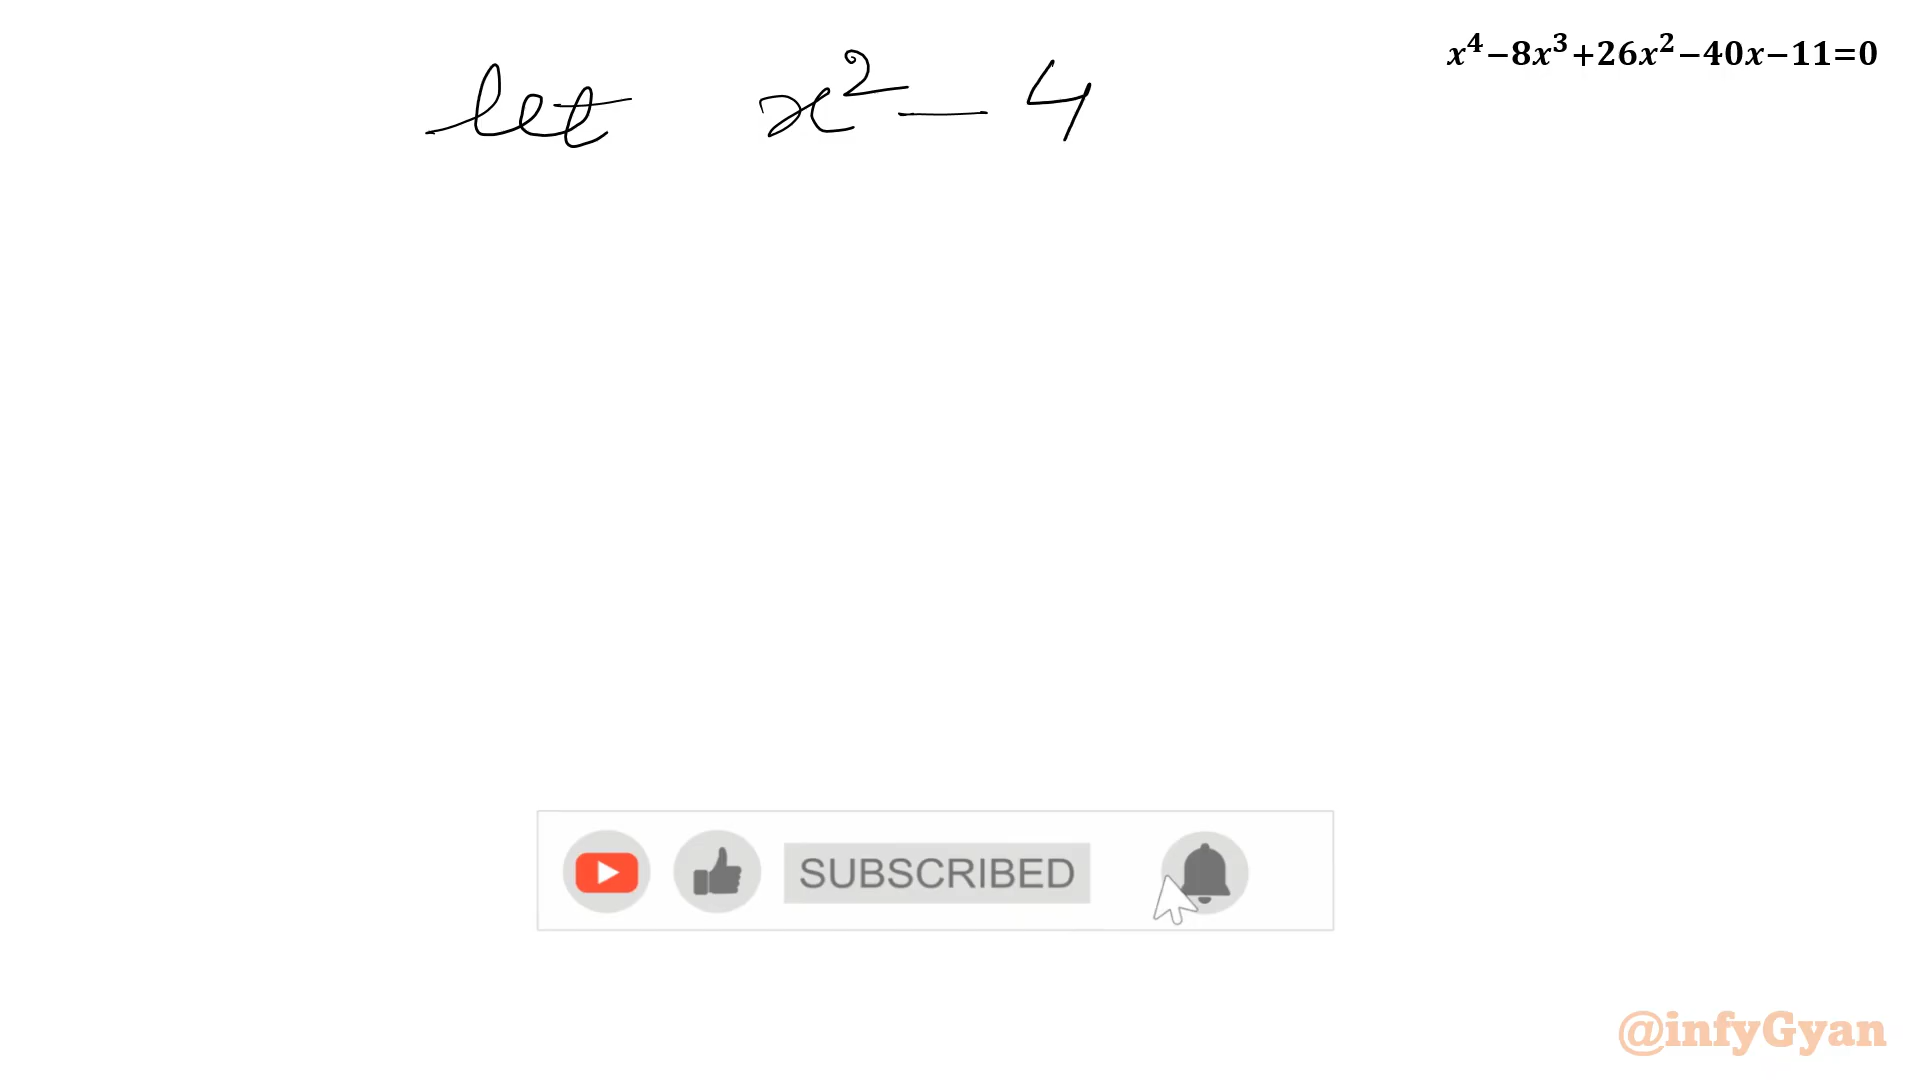 let x² - 4
x⁴−8x³+26x²−40x−11=0
SUBSCRIBED
@infyGyan